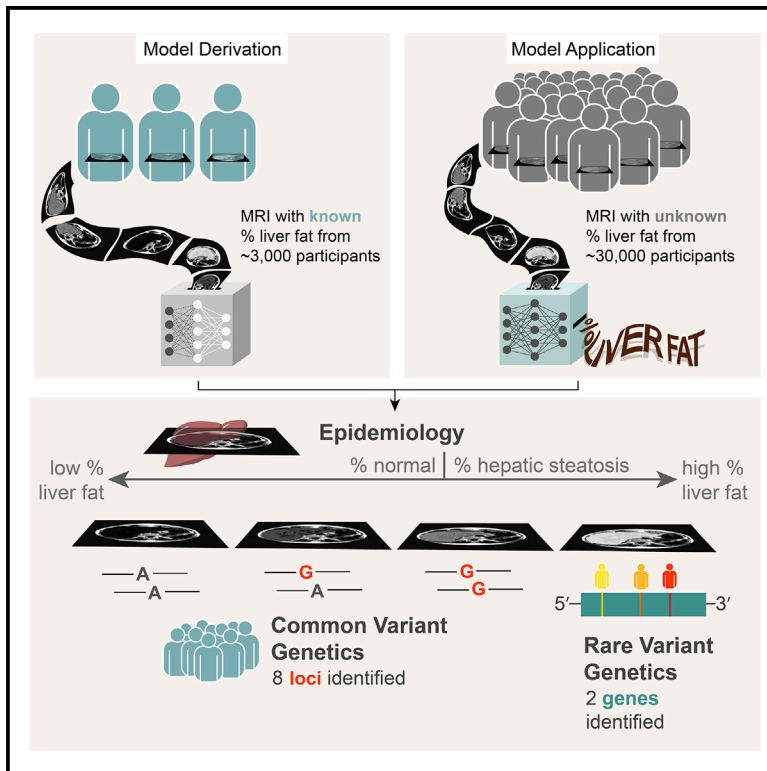 Model Derivation
MRI with known
% liver fat from
~3,000 participants
Model Application
MRI with unknown
% liver fat from
~30,000 participants
% LIVER FAT
Epidemiology
low %
liver fat
% normal | % hepatic steatosis
high %
liver fat
A
A
G
A
G
G
5′ 3′
Common Variant
Genetics
8 loci identified
Rare Variant
Genetics
2 genes
identified